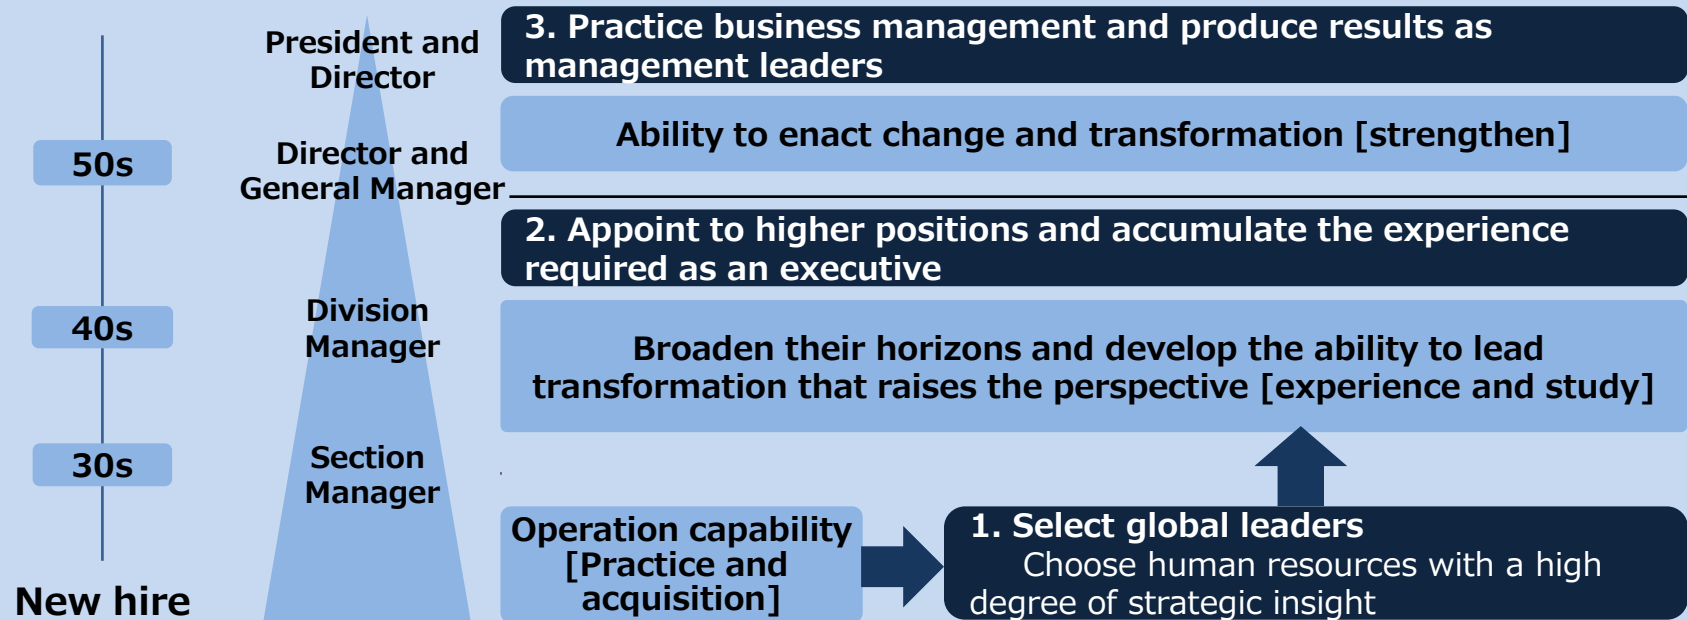 President and
Director
3. Practice business management and produce results as
management leaders
50s
Director and
General Manager
Ability to enact change and transformation [strengthen]
2. Appoint to higher positions and accumulate the experience
required as an executive
40s
Division
Manager
Broaden their horizons and develop the ability to lead
transformation that raises the perspective [experience and study]
30s
Section
Manager
Operation capability
[Practice and
acquisition]
1. Select global leaders
Choose human resources with a high
degree of strategic insight
New hire